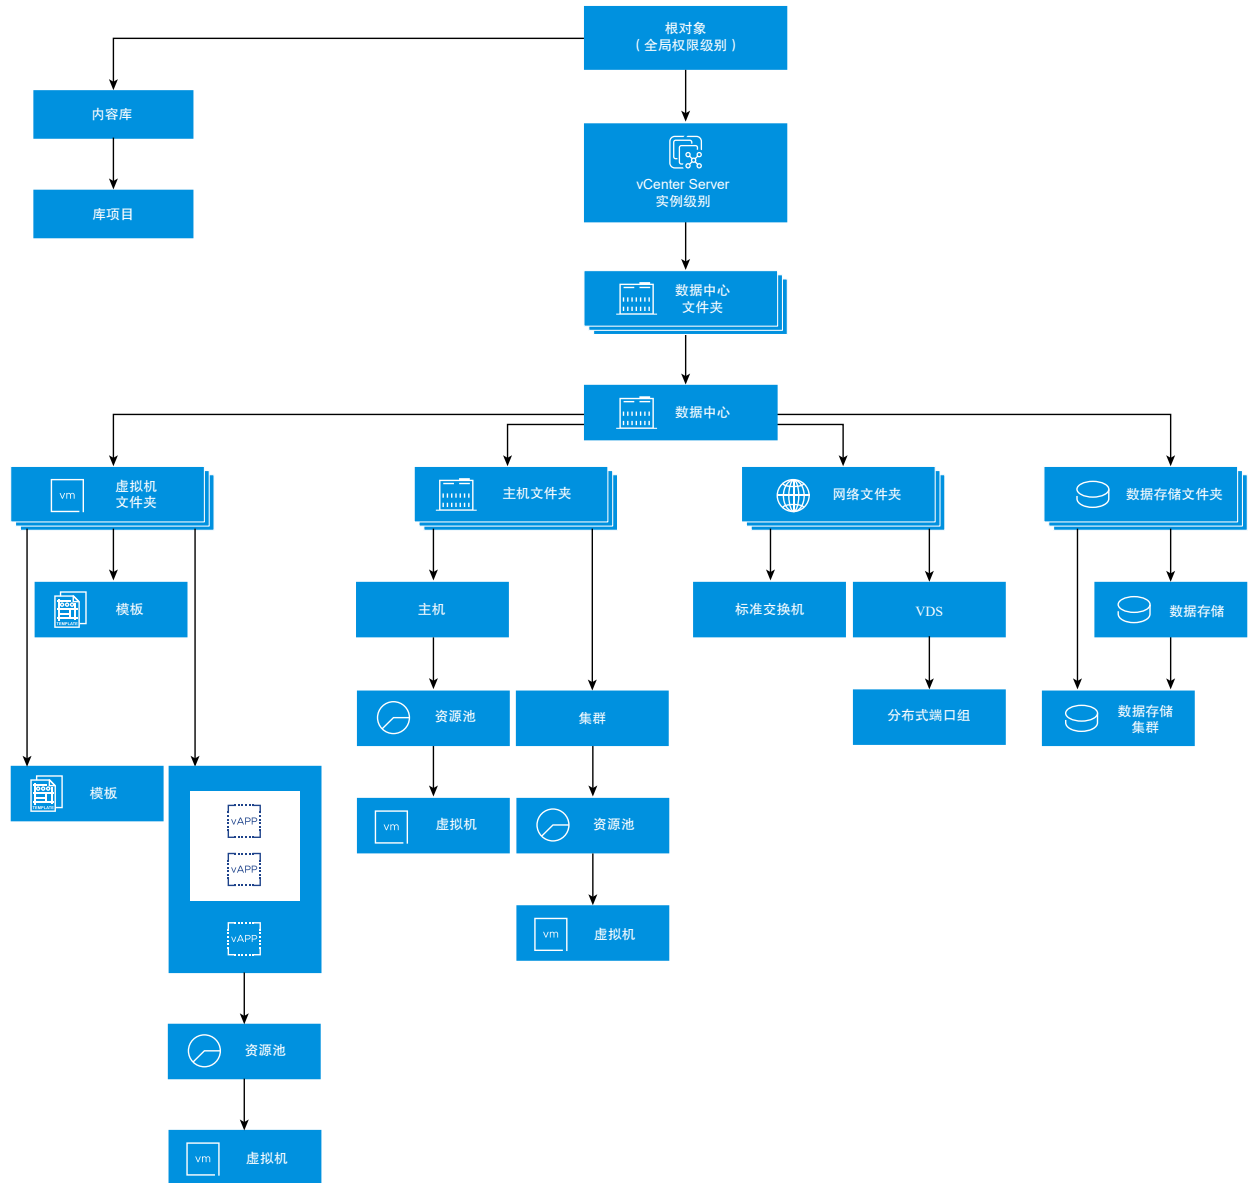 根对象
（全局权限级别）
内容库
vCenter Server
实例级别
库项目
数据中心
文件夹
数据中心
vm
虚拟机
文件夹
主机文件夹
网络文件夹
数据存储文件夹
TEMPLATE
模板
主机
标准交换机
VDS
数据存储
资源池
集群
分布式端口组
数据存储
集群
TEMPLATE
模板
vAPP
vAPP
vAPP
vm
虚拟机
资源池
vm
虚拟机
资源池
vm
虚拟机